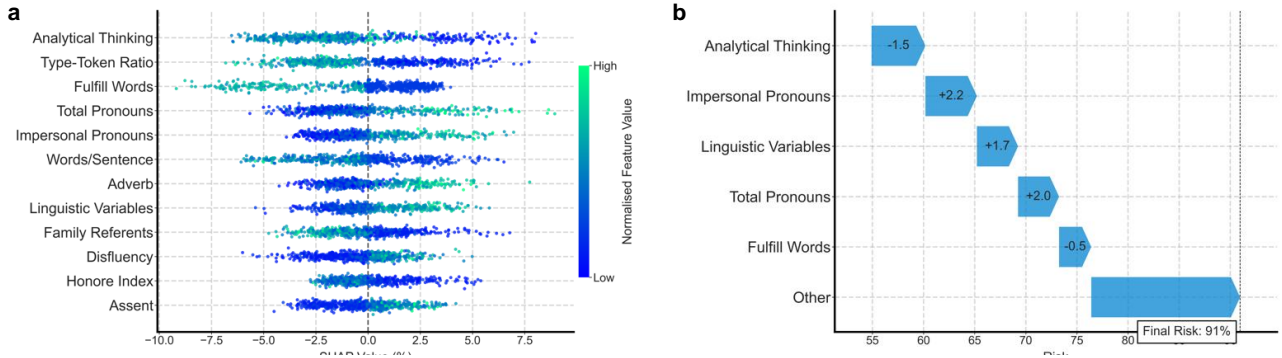 a
Analytical Thinking
Type-Token Ratio
Fulfill Words
Total Pronouns
Impersonal Pronouns
Words/Sentence
Adverb
Linguistic Variables
Family Referents
Disfluency
Honore Index
Assent
−10.0 −7.5 −5.0 −2.5 0.0 2.5 5.0 7.5
High
Normalised Feature Value
Low
b
Analytical Thinking
Impersonal Pronouns
Linguistic Variables
Total Pronouns
Fulfill Words
Other
-1.5
+2.2
+1.7
+2.0
-0.5
Final Risk: 91%
55 60 65 70 75 80